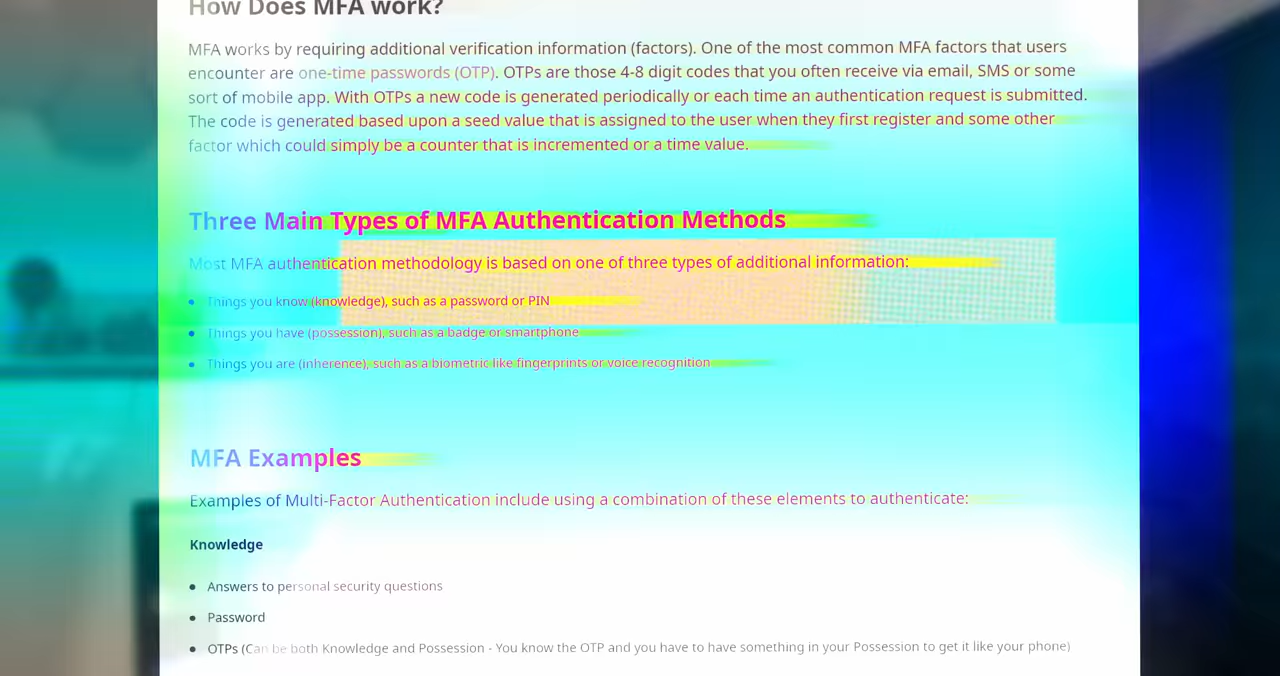 How Does MFA work?
MFA works by requiring additional verification information (factors). One of the most common MFA factors that users
encounter are one-time passwords (OTP). OTPs are those 4-8 digit codes that you often receive via email, SMS or some
sort of mobile app. With OTPs a new code is generated periodically or each time an authentication request is submitted.
The code is generated based upon a seed value that is assigned to the user when they first register and some other
factor which could simply be a counter that is incremented or a time value.
Three Main Types of MFA Authentication Methods
Most MFA authentication methodology is based on one of three types of additional information:
• Things you know (knowledge), such as a password or PIN
• Things you have (possession), such as a badge or smartphone
• Things you are (inherence), such as a biometric like fingerprints or voice recognition
MFA Examples
Examples of Multi-Factor Authentication include using a combination of these elements to authenticate:
Knowledge
• Answers to personal security questions
• Password
• OTPs (Can be both Knowledge and Possession - You know the OTP and you have to have something in your Possession to get it like your phone)